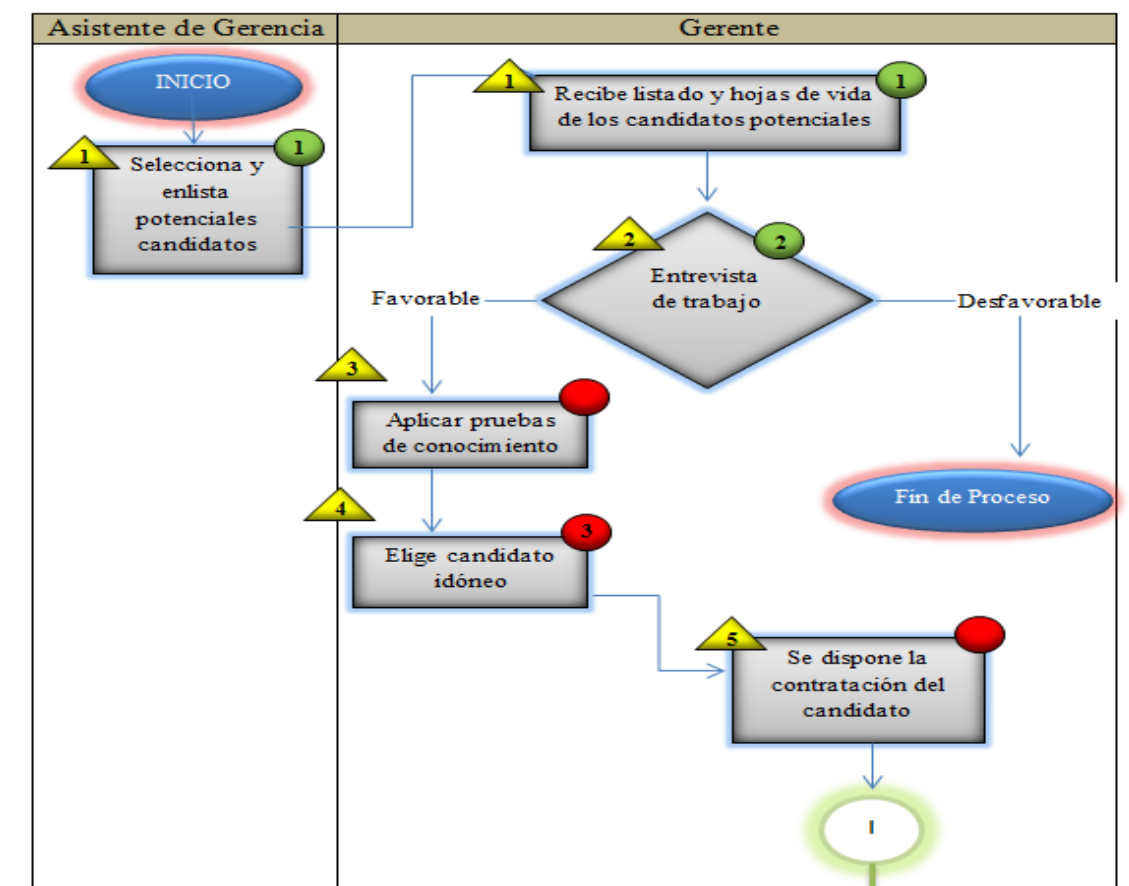 Asistente de Gerencia
Gerente
INICIO
1
1
Selecciona y
enlista
potenciales
candidatos
1
1
Recibe listado y hojas de vida
de los candidatos potenciales
2
2
Entrevista
de trabajo
Favorable
Desfavorable
3
Aplicar pruebas
de conocimiento
Fin de Proceso
4
3
Elige candidato
idóneo
5
Se dispone la
contratación del
candidato
I